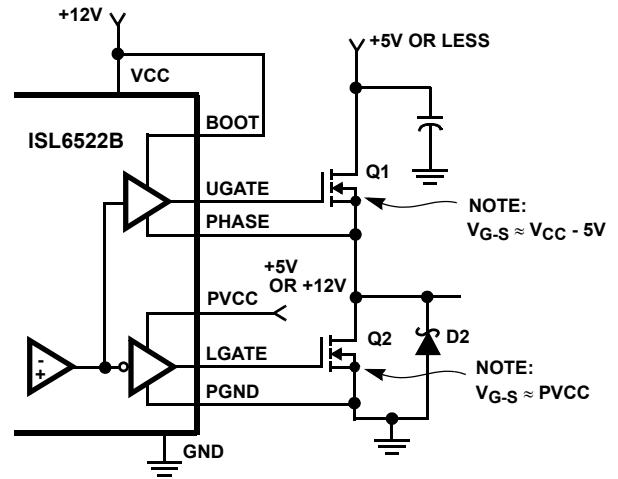 +12V
+5V OR LESS
VCC
BOOT
ISL6522B
Q1
UGATE
NOTE:
VG-S ≈ VCC - 5V
PHASE
+5V
OR +12V
PVCC
Q2
D2
LGATE
- +
NOTE:
VG-S ≈ PVCC
PGND
GND